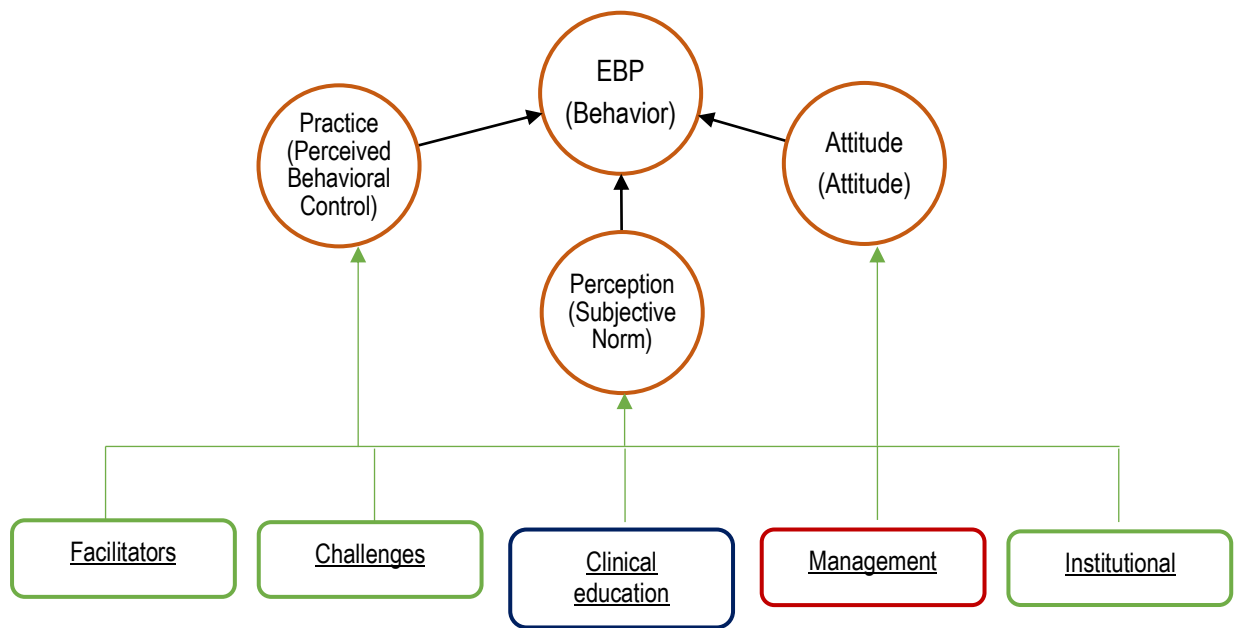 EBP
(Behavior)
Practice
(Perceived
Behavioral
Control)
Attitude
(Attitude)
Perception
(Subjective
Norm)
Facilitators
Challenges
Clinical
education
Management
Institutional